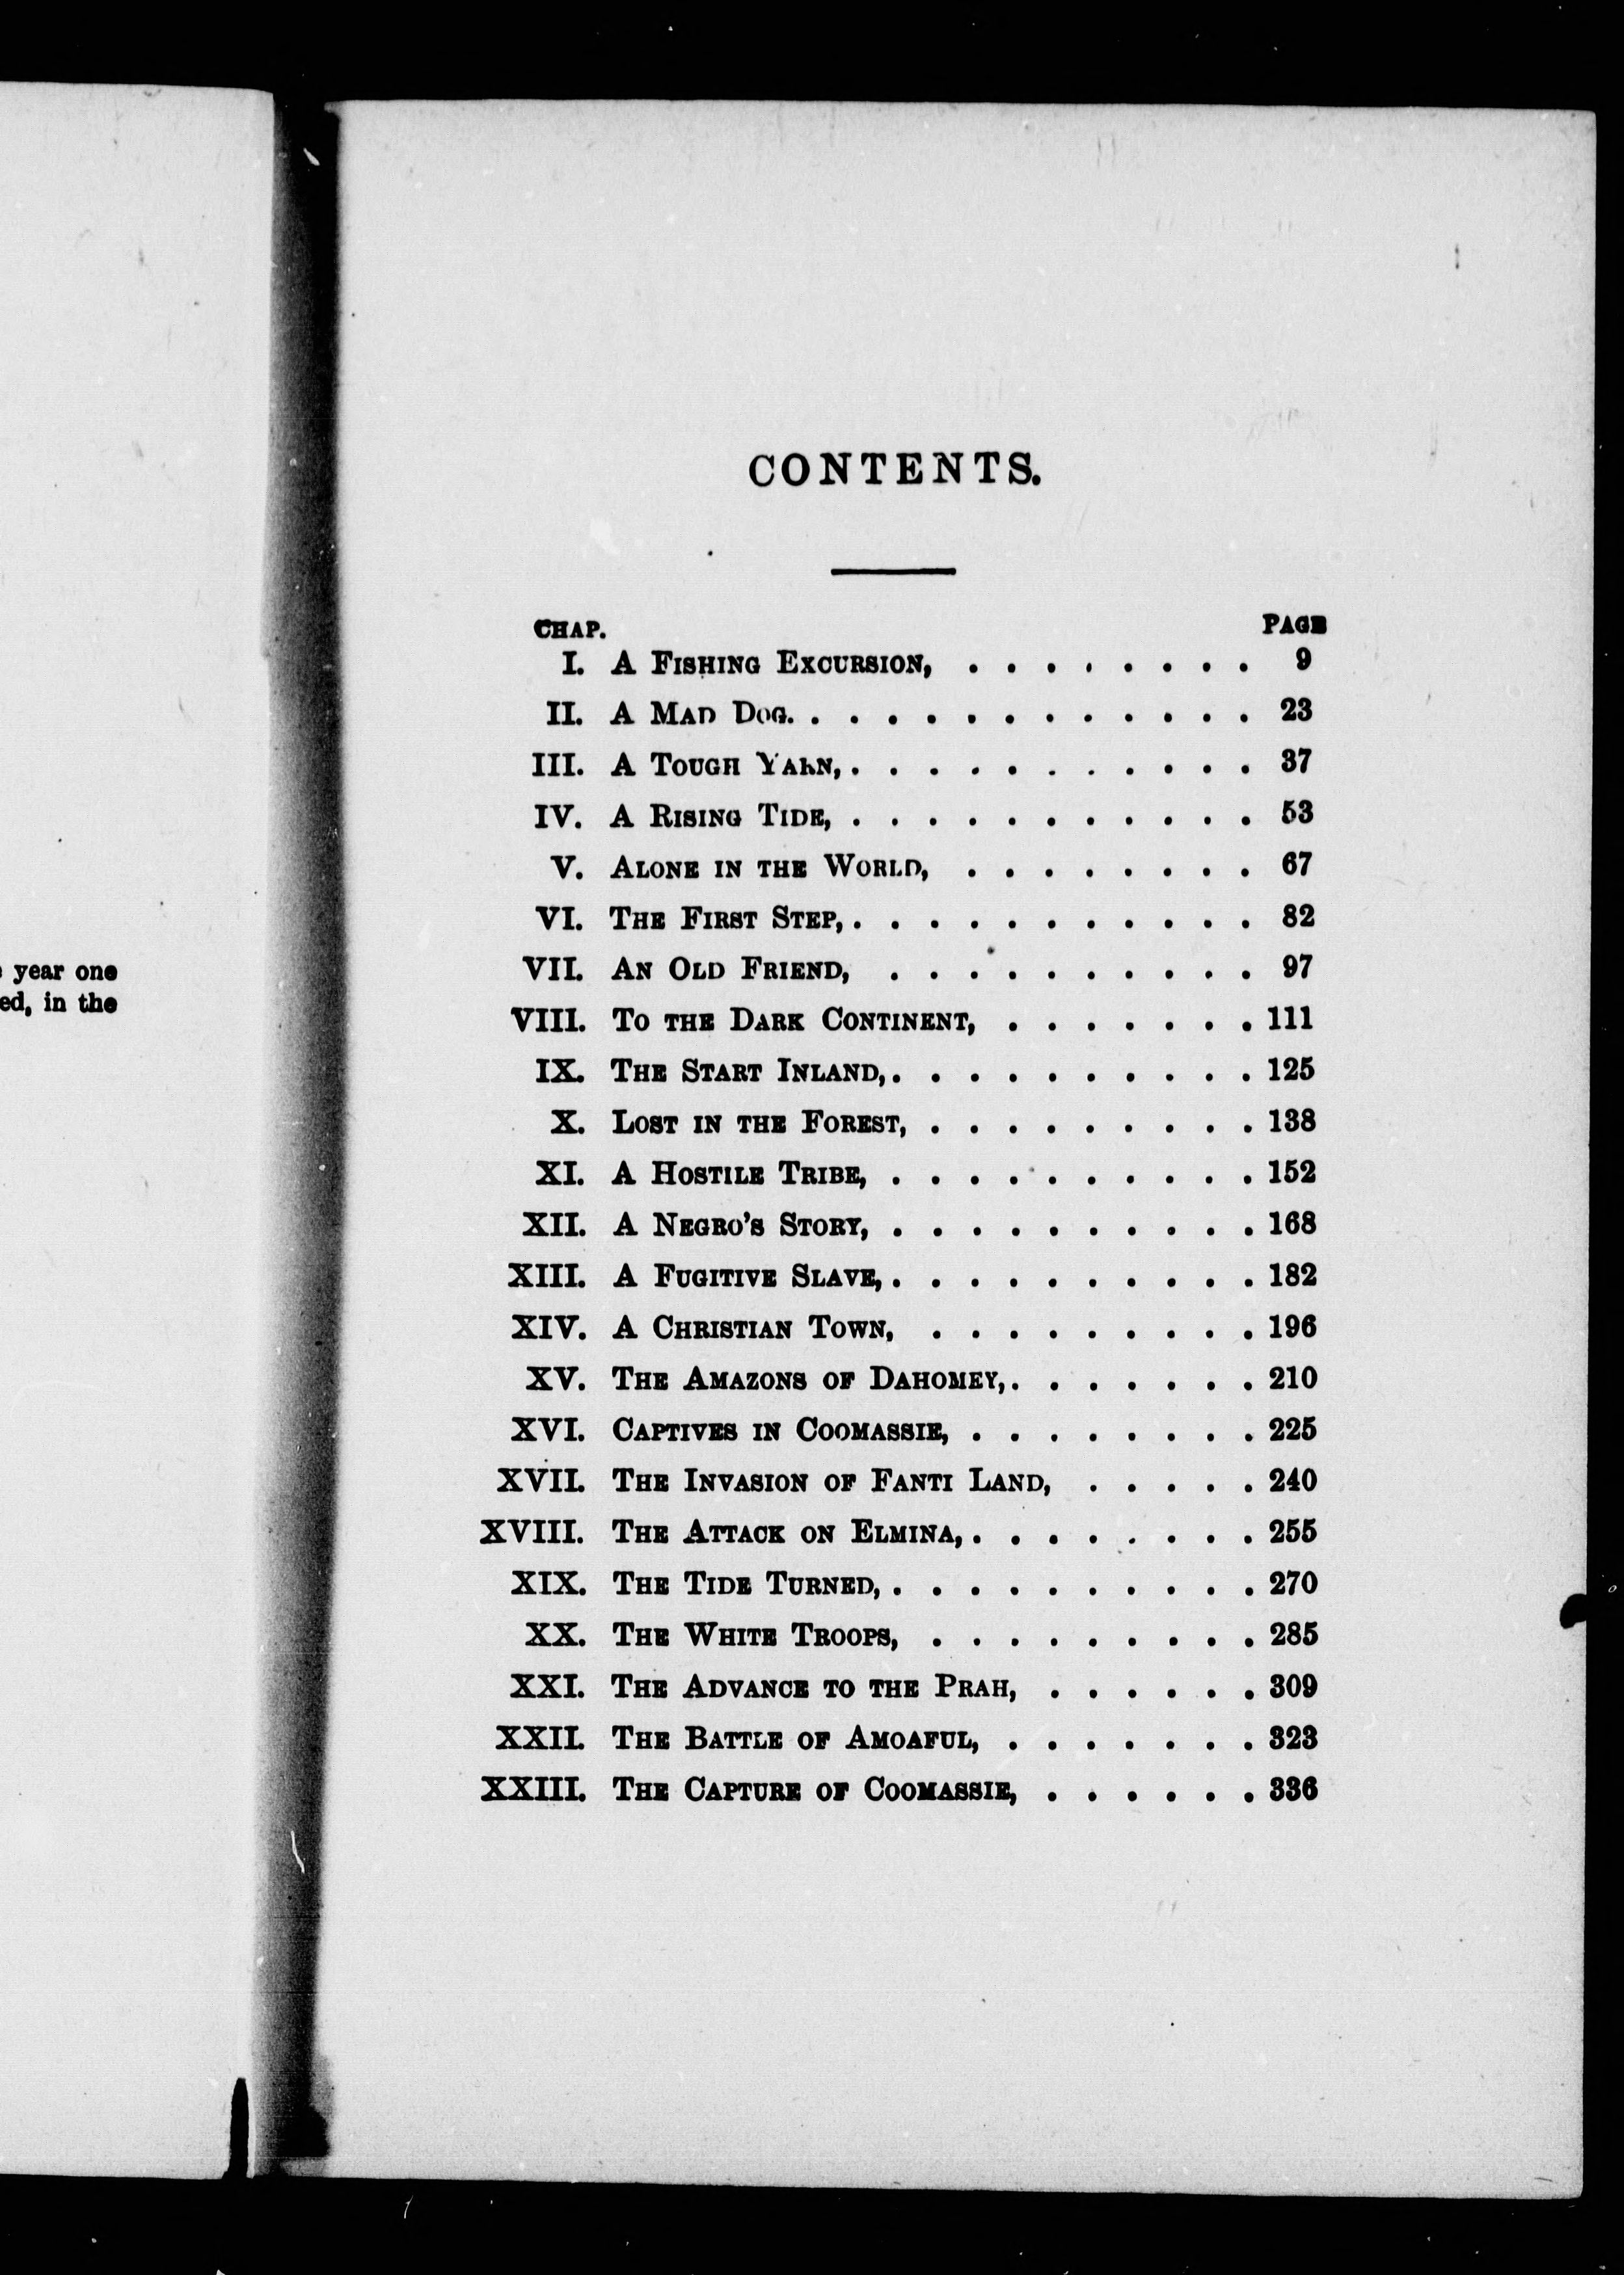 year one
ed, in the
CONTENTS.
CHAP. PAGE
I. A Fishing Excursion, . . . . . . . . 9
II. A Mad Dog. . . . . . . . . . . . . 23
III. A Tough Yarn, . . . . . . . . . . . 37
IV. A Rising Tide, . . . . . . . . . . . 53
V. Alone in the World, . . . . . . . . 67
VI. The First Step, . . . . . . . . . . . 82
VII. An Old Friend, . . . . . . . . . . 97
VIII. To the Dark Continent, . . . . . . . 111
IX. The Start Inland, . . . . . . . . . . 125
X. Lost in the Forest, . . . . . . . . . 138
XI. A Hostile Tribe, . . . . . . . . . . 152
XII. A Negro's Story, . . . . . . . . . . 168
XIII. A Fugitive Slave, . . . . . . . . . . 182
XIV. A Christian Town, . . . . . . . . . 196
XV. The Amazons of Dahomey, . . . . . . . 210
XVI. Captives in Coomassie, . . . . . . . . 225
XVII. The Invasion of Fanti Land, . . . . . 240
XVIII. The Attack on Elmina, . . . . . . . . 255
XIX. The Tide Turned, . . . . . . . . . . 270
XX. The White Troops, . . . . . . . . . 285
XXI. The Advance to the Prah, . . . . . . 309
XXII. The Battle of Amoaful, . . . . . . . 323
XXIII. The Capture of Coomassie, . . . . . . 336